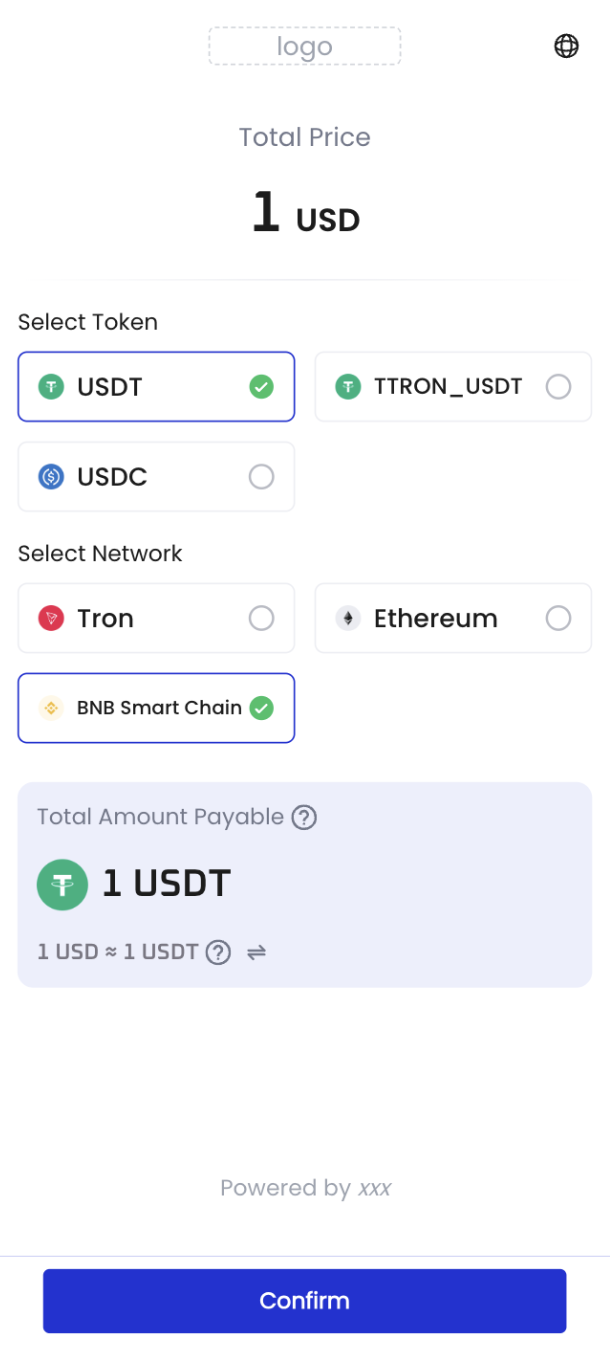 logo
Total Price
1 USD
Select Token
USDT
TTRON_USDT
USDC
Select Network
Tron
Ethereum
BNB Smart Chain
Total Amount Payable ?
1 USDT
1 USD ≈ 1 USDT ? ⇌
Powered by xxx
Confirm